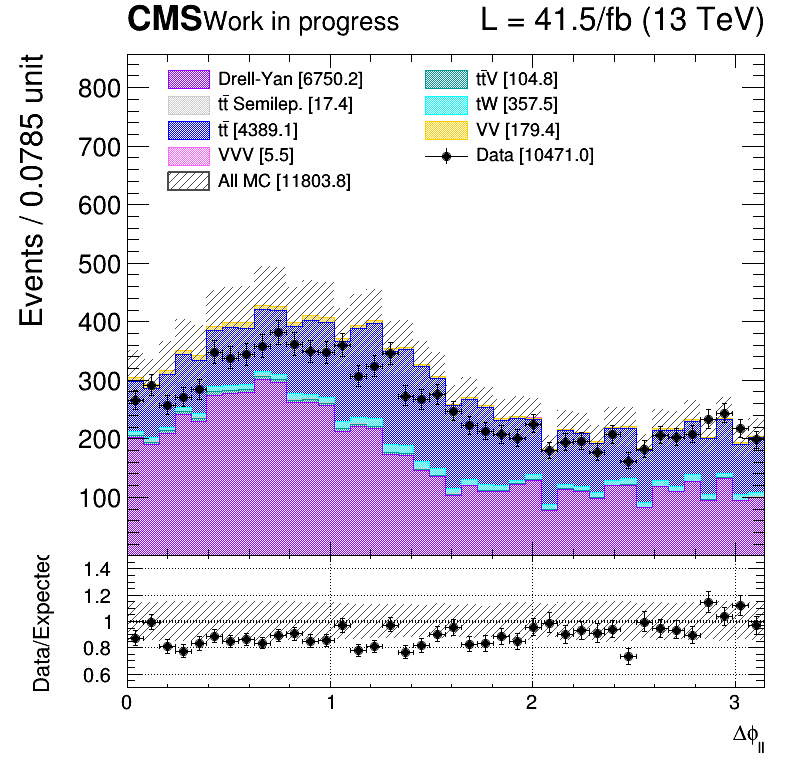 CMS Work in progress L = 41.5/fb (13 TeV)
Events / 0.0785 unit
800
700
600
500
400
300
200
100
Drell-Yan [6750.2]
tt̄ Semilep. [17.4]
tt̄ [4389.1]
VVV [5.5]
All MC [11803.8]
tt̄V [104.8]
tW [357.5]
VV [179.4]
Data [10471.0]
Data/Expected
1.4
1.2
1
0.8
0.6
0 1 2 3
Δϕll